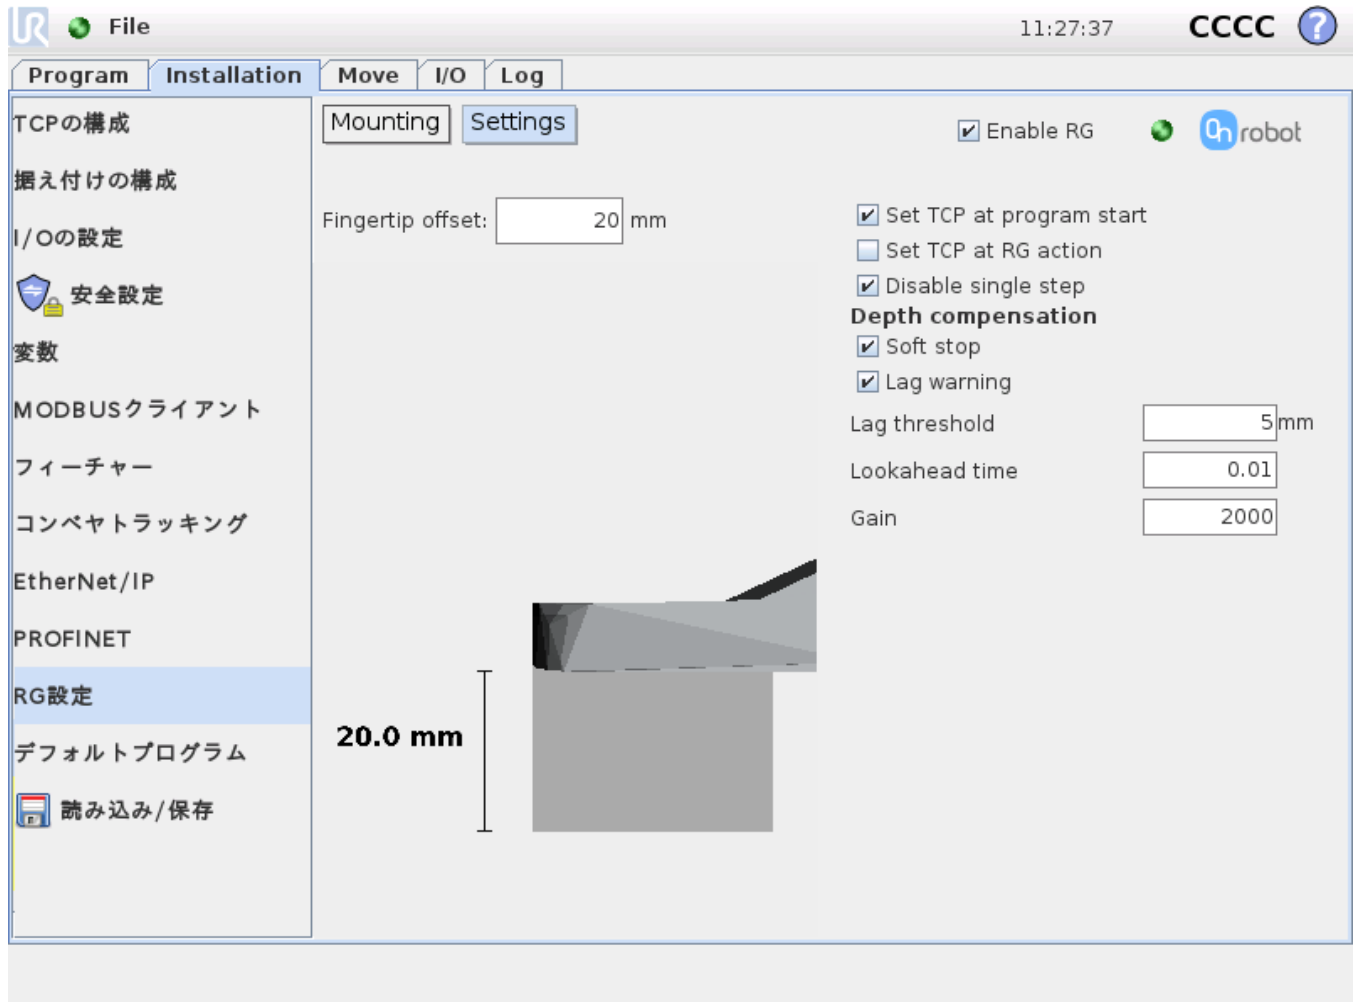 UR File 11:27:37 CCCC ?
Program Installation Move I/O Log
TCPの構成
据え付けの構成
I/Oの設定
安全設定
変数
MODBUSクライアント
フィーチャー
コンベヤトラッキング
EtherNet/IP
PROFINET
RG設定
デフォルトプログラム
読み込み/保存
Mounting Settings
Enable RG
On robot
Fingertip offset: 20 mm
20.0 mm
Set TCP at program start
Set TCP at RG action
Disable single step
Depth compensation
Soft stop
Lag warning
Lag threshold 5 mm
Lookahead time 0.01
Gain 2000